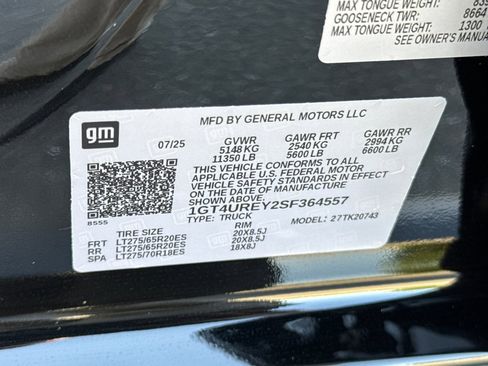 MAX TONGUE WEIGHT: 839
GOOSENECK TWR: 8664
MAX TONGUE WEIGHT: 1300
SEE OWNER'S MANUA
gm
MFD BY GENERAL MOTORS LLC
07/25 GVWR GAWR FRT GAWR RR
5148KG 2540 KG 2994 KG
11350 LB 5600 LB 6600LB
THIS VEHICLE CONFORMS TO ALL
APPLICABLE U.S. FEDERAL MOTOR
VEHICLE SAFETY STANDARDS IN EFFECT
ON THE DATE OF MANUFACTURE
SHOWN ABOVE.
1GT4UREY2SF364557
TYPE: TRUCK MODEL: 27TK20743
8555
TIRE SIZE RIM
FRT LT275/65R20ES 20X8.5J
RR LT275/65R20ES 20X8.5J
SPA LT275/70R18ES 18X8J